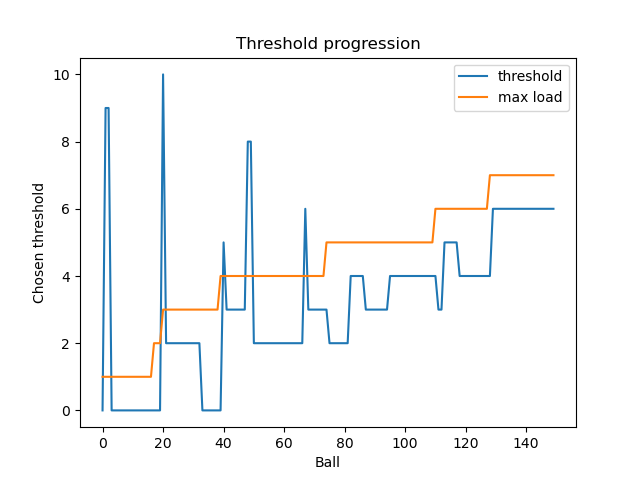 Threshold progression
threshold
max load
Chosen threshold
10
8
6
4
2
0
0 20 40 60 80 100 120 140
Ball